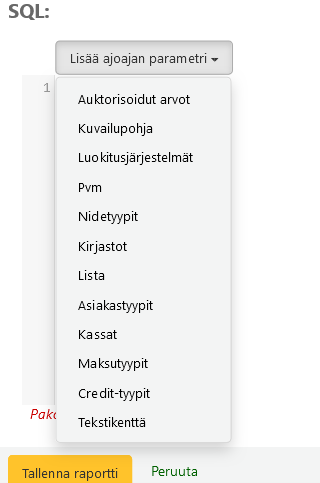 SQL:
Lisää ajoajan parametri
1
Auktorisoidut arvot
Kuvailupohja
Luokitusjärjestelmät
Pvm
Nidetyypit
Kirjastot
Lista
Asiakastyypit
Kassat
Maksutyypit
Credit-tyypit
Tekstikenttä
Tallenna raportti
Peruuta